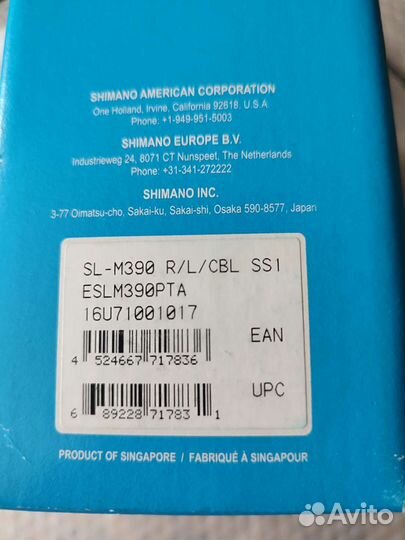 SHIMANO AMERICAN CORPORATION
One Holland, Irvine, California 92618, U.S.A
Phone: +1-949-951-5003
SHIMANO EUROPE B.V.
Industrieweg 24, 8071 CT Nunspeet, The Netherlands
Phone: +31-341-272222
SHIMANO INC.
3-77 Oimatsu-cho, Sakai-ku, Sakai-shi, Osaka 590-8577, Japan
SL-M390 R/L/CBL SS1
ESLM390PTA
16U71001017
EAN
4 524667 717836
UPC
6 89228 71783 1
PRODUCT OF SINGAPORE / FABRIQUÉ À SINGAPOUR
Avito